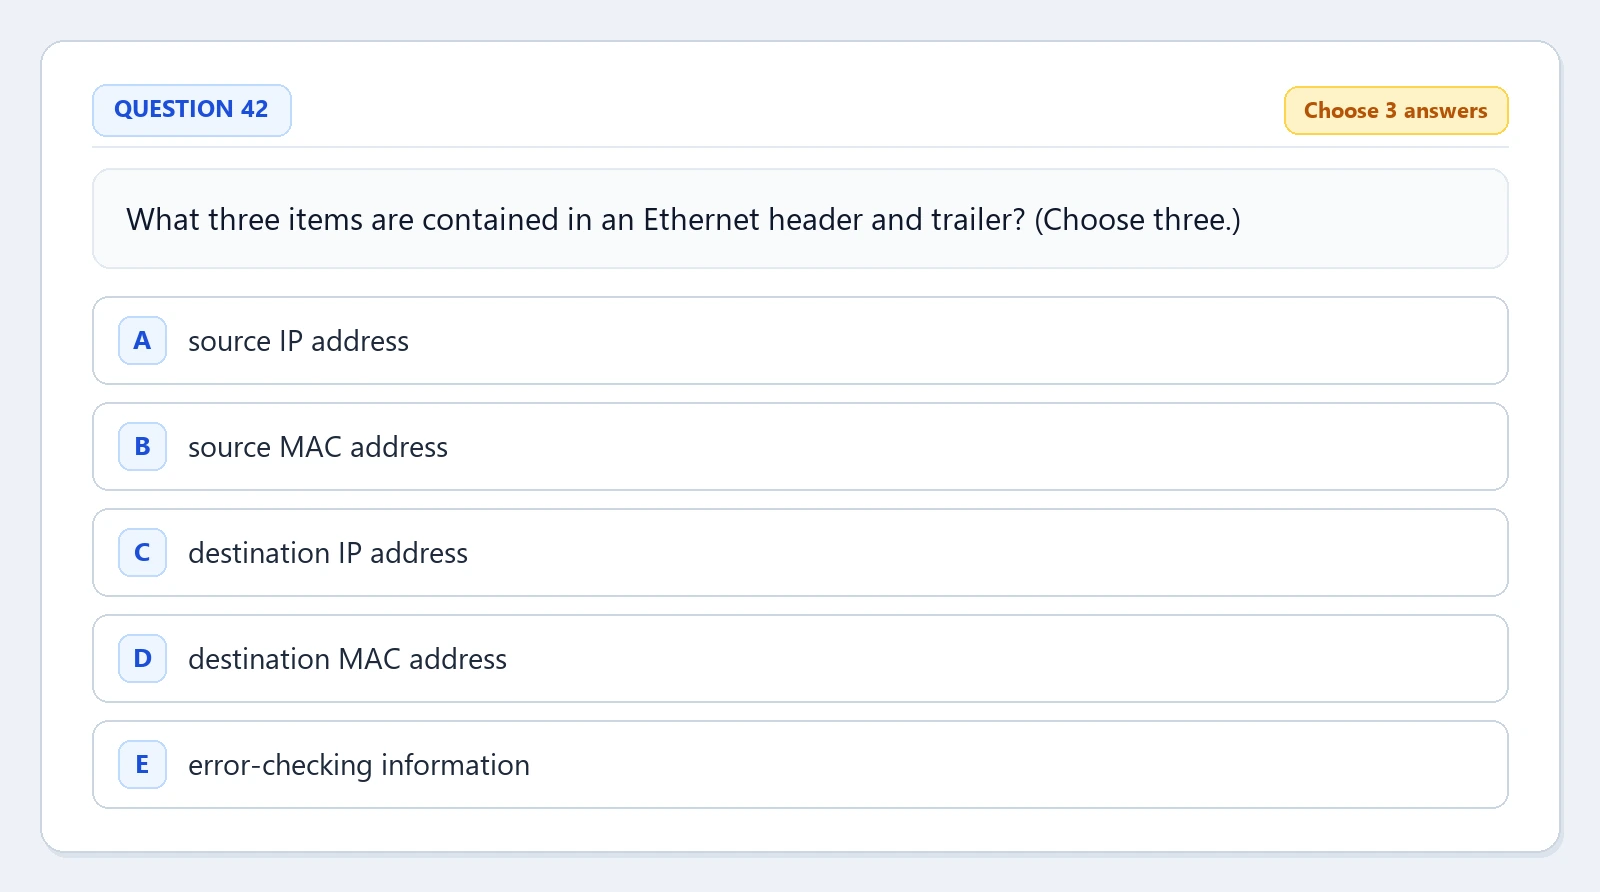 QUESTION 42
Choose 3 answers
What three items are contained in an Ethernet header and trailer? (Choose three.)
A source IP address
B source MAC address
C destination IP address
D destination MAC address
E error-checking information